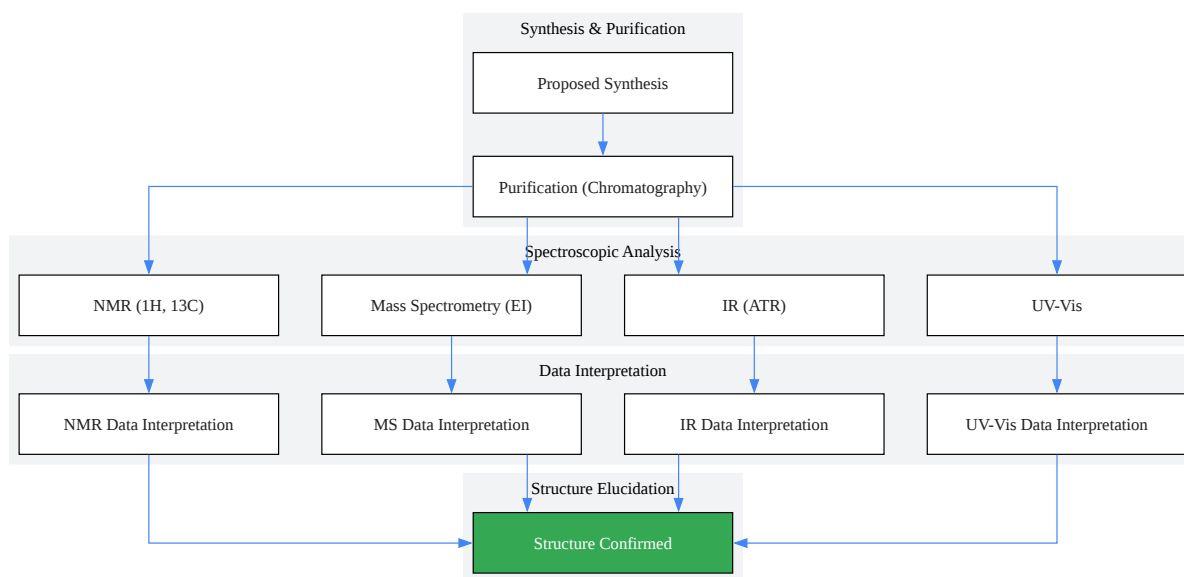 Synthesis & Purification
Proposed Synthesis
Purification (Chromatography)
Spectroscopic Analysis
NMR (1H, 13C)
Mass Spectrometry (EI)
IR (ATR)
UV-Vis
Data Interpretation
NMR Data Interpretation
MS Data Interpretation
IR Data Interpretation
UV-Vis Data Interpretation
Structure Elucidation
Structure Confirmed